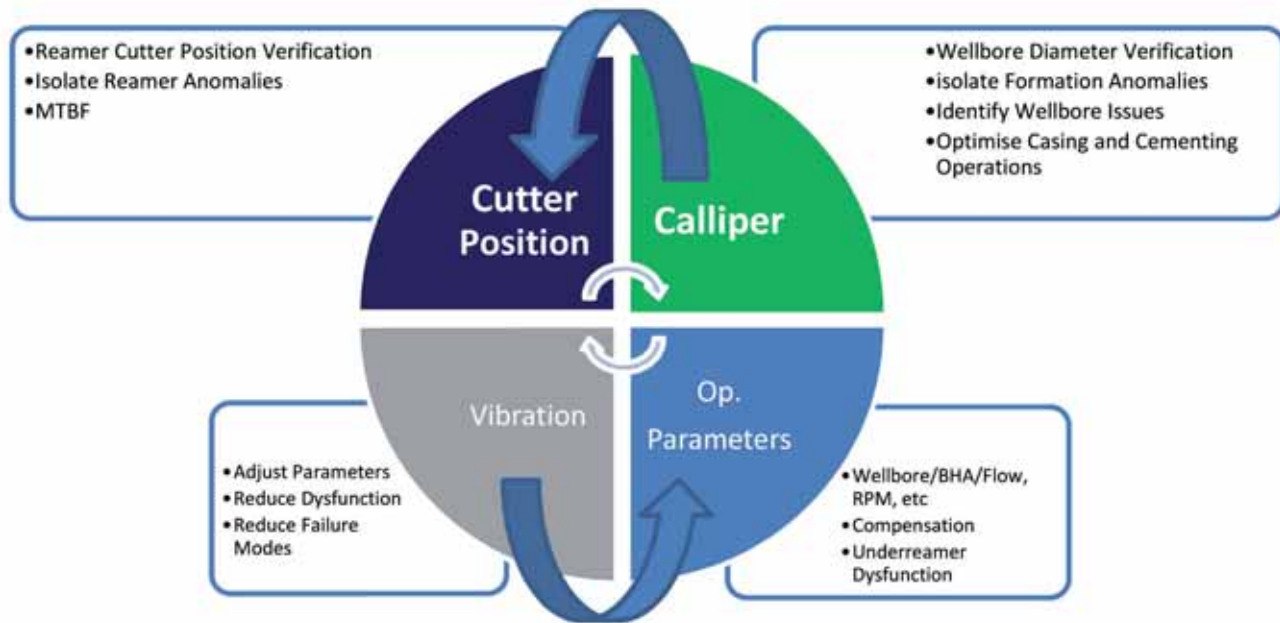 •Reamer Cutter Position Verification
•Isolate Reamer Anomalies
•MTBF
•Wellbore Diameter Verification
•isolate Formation Anomalies
•Identify Wellbore Issues
•Optimise Casing and Cementing
Operations
Cutter
Position
Calliper
Vibration
Op.
Parameters
•Adjust Parameters
•Reduce Dysfunction
•Reduce Failure
Modes
•Wellbore/BHA/Flow,
RPM, etc
•Compensation
•Underreamer
Dysfunction